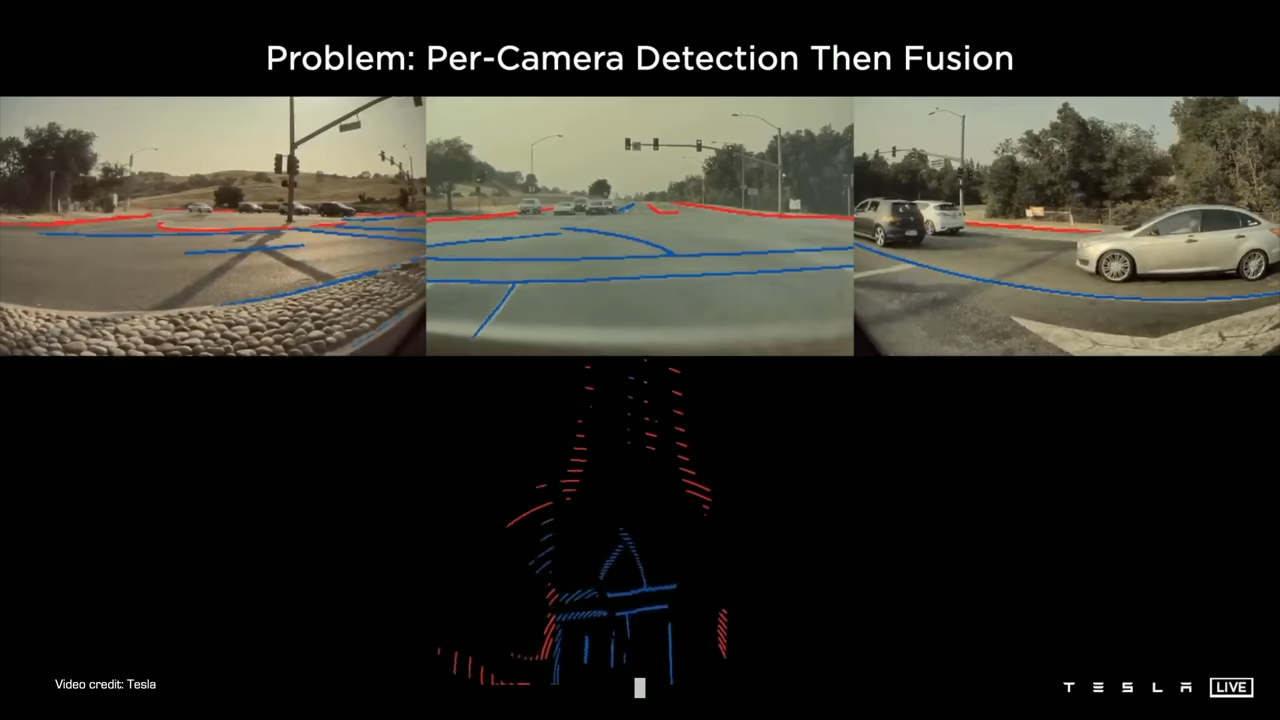 Problem: Per-Camera Detection Then Fusion
Video credit: Tesla
TESLA LIVE